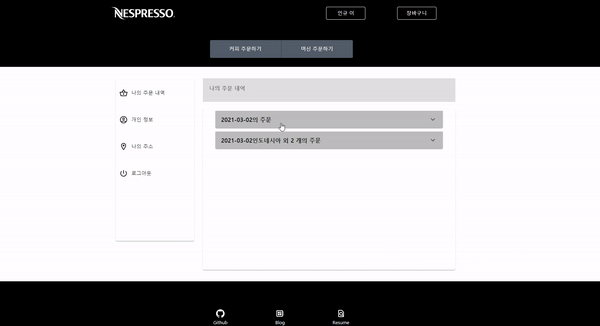 NESPRESSO.
민규 이
장바구니
커피 주문하기
머신 주문하기
나의 주문 내역
개인 정보
나의 주소
로그아웃
나의 주문 내역
2021-03-02의 주문
2021-03-02인도네시아 외 2 개의 주문
Github
Blog
Resume